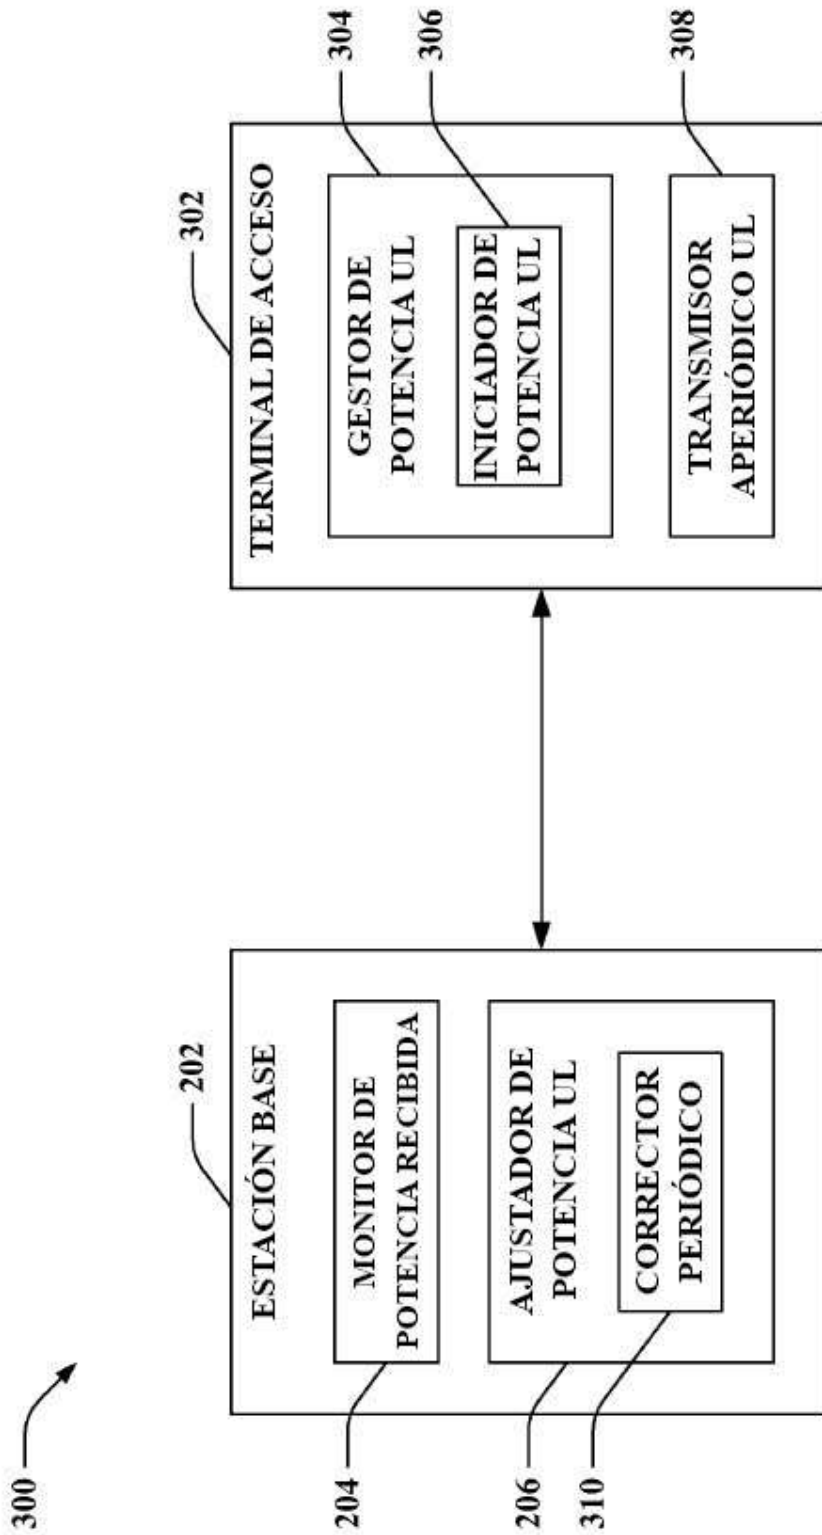 300
202
ESTACIÓN BASE
204
MONITOR DE
POTENCIA RECIBIDA
206
AJUSTADOR DE
POTENCIA UL
310
CORRECTOR
PERIÓDICO
302
TERMINAL DE ACCESO
304
GESTOR DE
POTENCIA UL
306
INICIADOR DE
POTENCIA UL
308
TRANSMISOR
APERIÓDICO UL